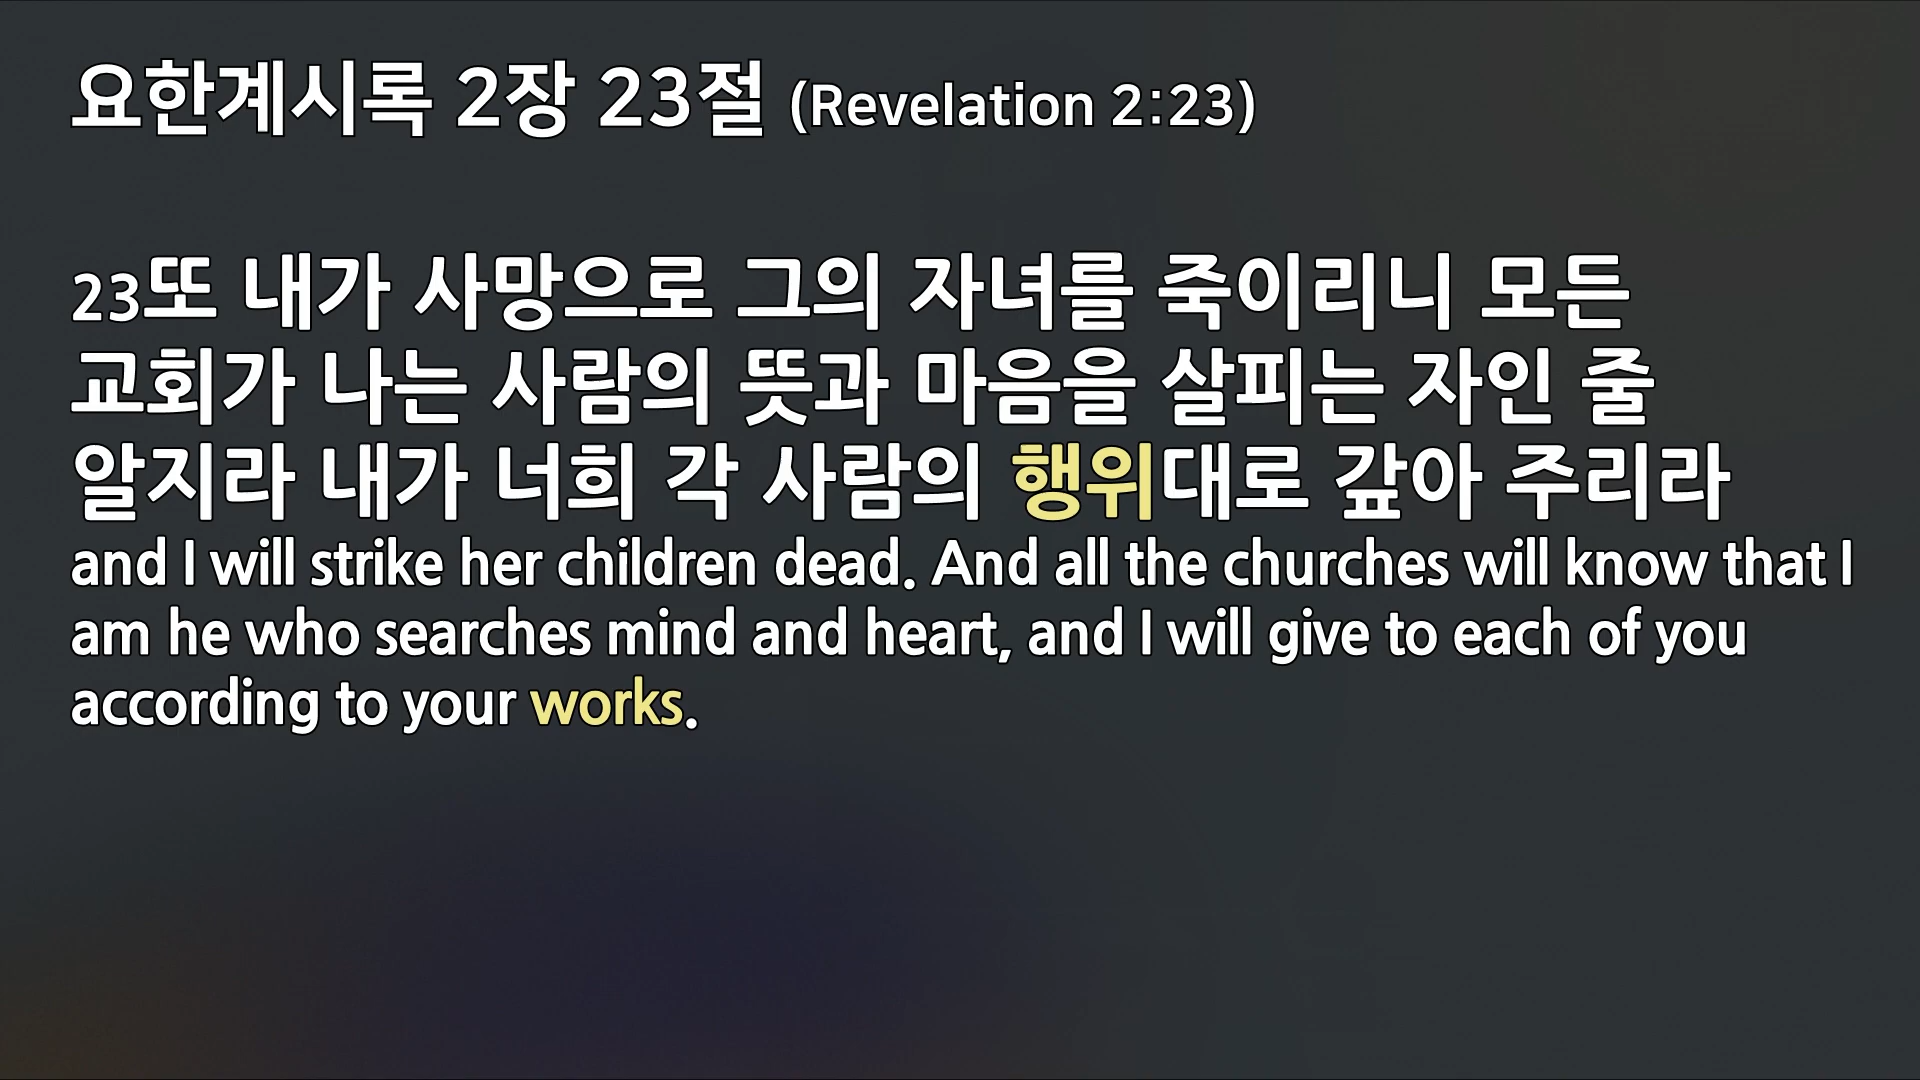 요한계시록 2장 23절 (Revelation 2:23)
23또 내가 사망으로 그의 자녀를 죽이리니 모든
교회가 나는 사람의 뜻과 마음을 살피는 자인 줄
알지라 내가 너희 각 사람의 행위대로 갚아 주리라
and I will strike her children dead. And all the churches will know that I
am he who searches mind and heart, and I will give to each of you
according to your works.